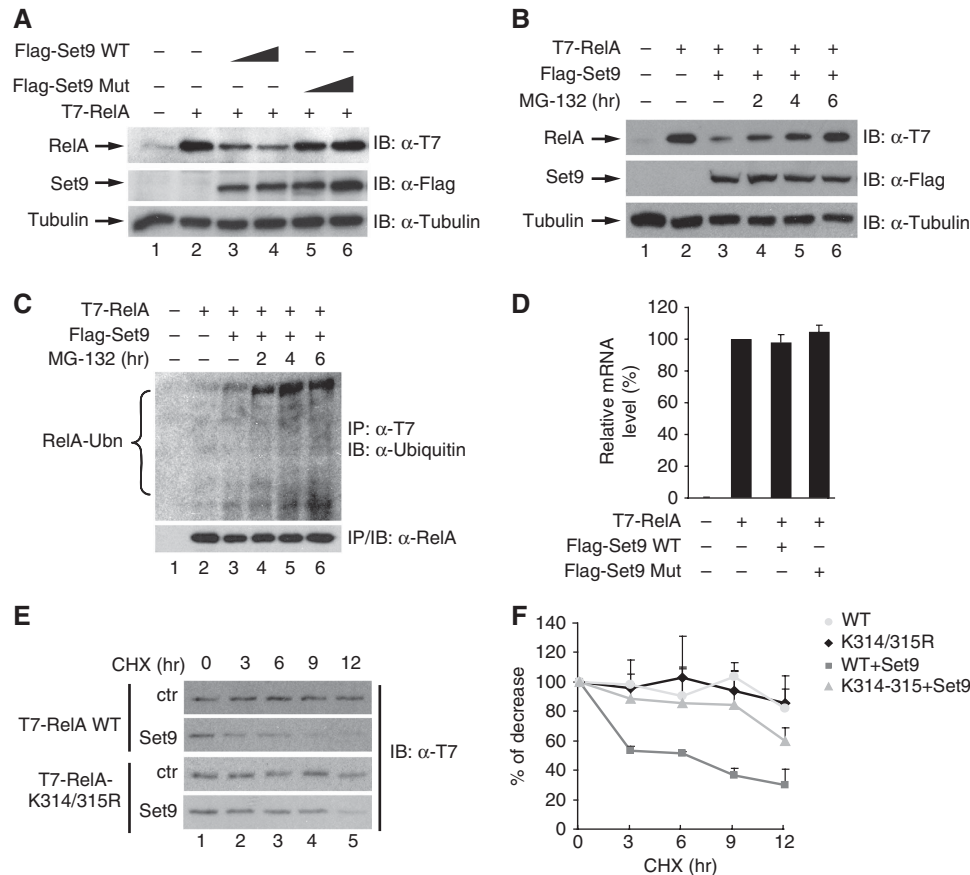 A
Flag-Set9 WT – – – –
Flag-Set9 Mut – – – –
T7-RelA – + + + + +
RelA IB: α-T7
Set9 IB: α-Flag
Tubulin IB: α-Tubulin
1 2 3 4 5 6
B
T7-RelA – + + + + +
Flag-Set9 – – + + + +
MG-132 (hr) – – – 2 4 6
RelA IB: α-T7
Set9 IB: α-Flag
Tubulin IB: α-Tubulin
1 2 3 4 5 6
C
T7-RelA – + + + + +
Flag-Set9 – – + + + +
MG-132 (hr) – – – 2 4 6
RelA-Ubn
IP: α-T7
IB: α-Ubiquitin
IP/IB: α-RelA
1 2 3 4 5 6
D
Relative mRNA
level (%)
120
100
80
60
40
20
0
T7-RelA – + + +
Flag-Set9 WT – – + –
Flag-Set9 Mut – – – +
E
CHX (hr) 0 3 6 9 12
T7-RelA WT
ctr
Set9
T7-RelA-
K314/315R
ctr
Set9
IB: α-T7
1 2 3 4 5
F
% of decrease
140
120
100
80
60
40
20
0
0 3 6 9 12
CHX (hr)
WT
K314/315R
WT+Set9
K314-315+Set9